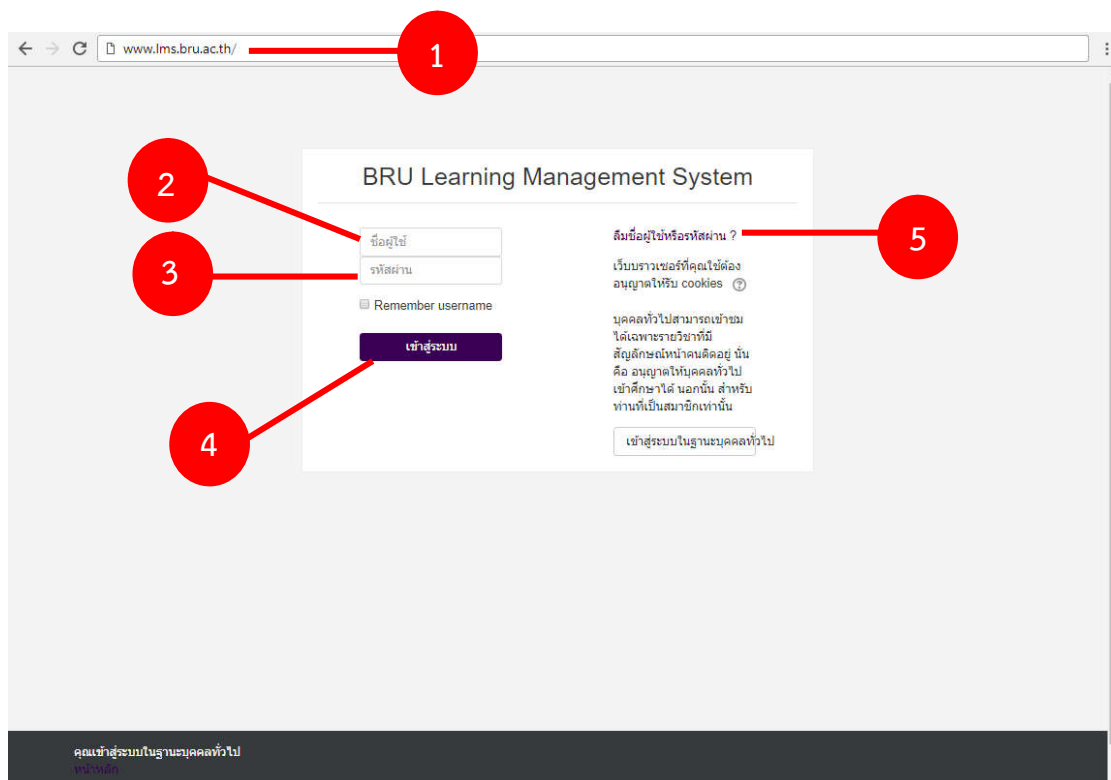 www.lms.bru.ac.th/
1
BRU Learning Management System
2
ชื่อผู้ใช้
ลืมชื่อผู้ใช้หรือรหัสผ่าน ?
5
3
รหัสผ่าน
เว็บบราวเซอร์ที่คุณใช้ต้อง
อนุญาตให้รับ cookies ?
Remember username
เข้าสู่ระบบ
บุคคลทั่วไปสามารถเข้าชม
ได้เฉพาะรายวิชาที่มี
สัญลักษณ์หน้าคนติดอยู่ นั่น
คือ อนุญาตให้บุคคลทั่วไป
เข้าศึกษาได้ นอกนั้น สำหรับ
ท่านที่เป็นสมาชิกเท่านั้น
4
เข้าสู่ระบบในฐานะบุคคลทั่วไป
คุณเข้าสู่ระบบในฐานะบุคคลทั่วไป
หน้าหลัก